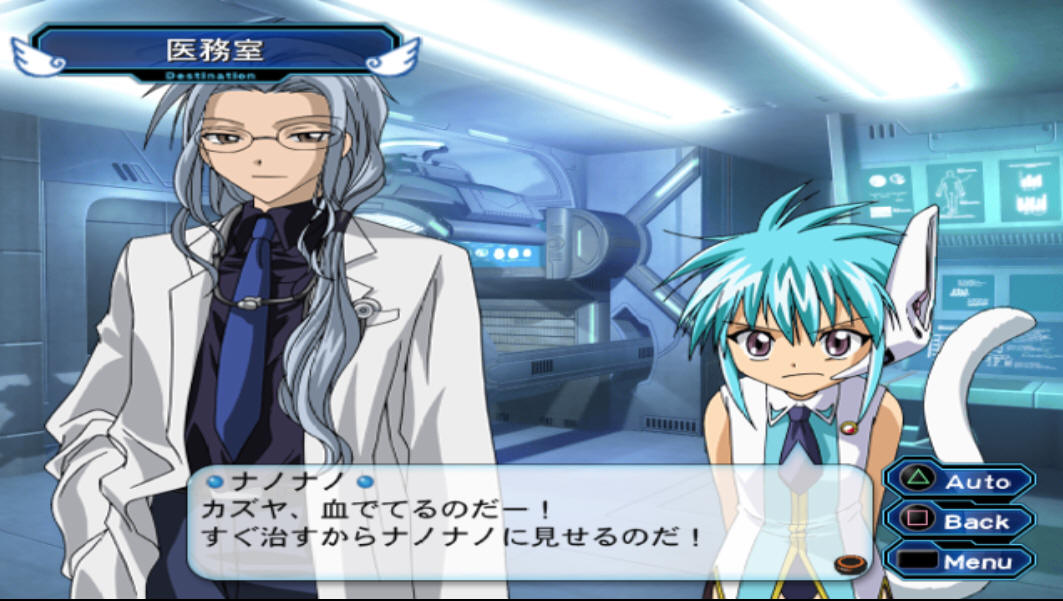 医務室
Destination
ナノナノ
カズヤ、血でてるのだー！
すぐ治すからナノナノに見せるのだ！
Auto
Back
Menu